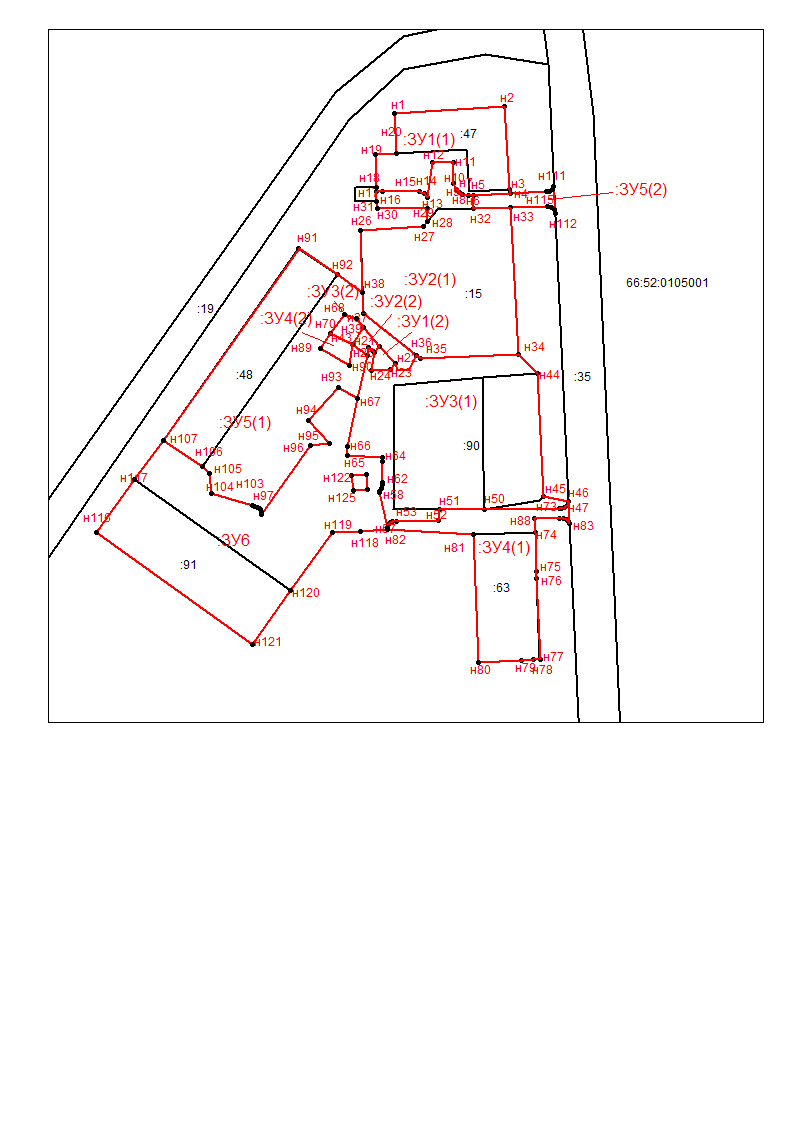 н1
н2
н20
:ЗУ1(1)
:47
н19
н12
н11
н18
н15
н14
н10
н5
н3
н111
:ЗУ5(2)
н16
н8
н4
н115
н31
н30
н13
н29
н28
н32
н33
н112
н26
н27
н91
н92
н38
:ЗУ2(1)
66:52:0105001
:ЗУ3(2)
:15
:ЗУ2(2)
:19
н68
:ЗУ4(2)
н70
н39
:ЗУ1(2)
н89
н36
н35
н34
н90
н22
н24
н23
н44
:48
н93
:35
н67
:ЗУ3(1)
н94
:ЗУ5(1)
н95
н96
н66
:90
н107
н106
н65
н64
н105
н117
н104
н103
н122
н62
н97
н125
н58
н45
н46
н51
н50
н73
н47
н116
н53
н52
н88
н83
:ЗУ6
н119
н118
н82
н81
:ЗУ4(1)
н74
:91
н120
н75
н76
:63
н121
н80
н79
н77
н78